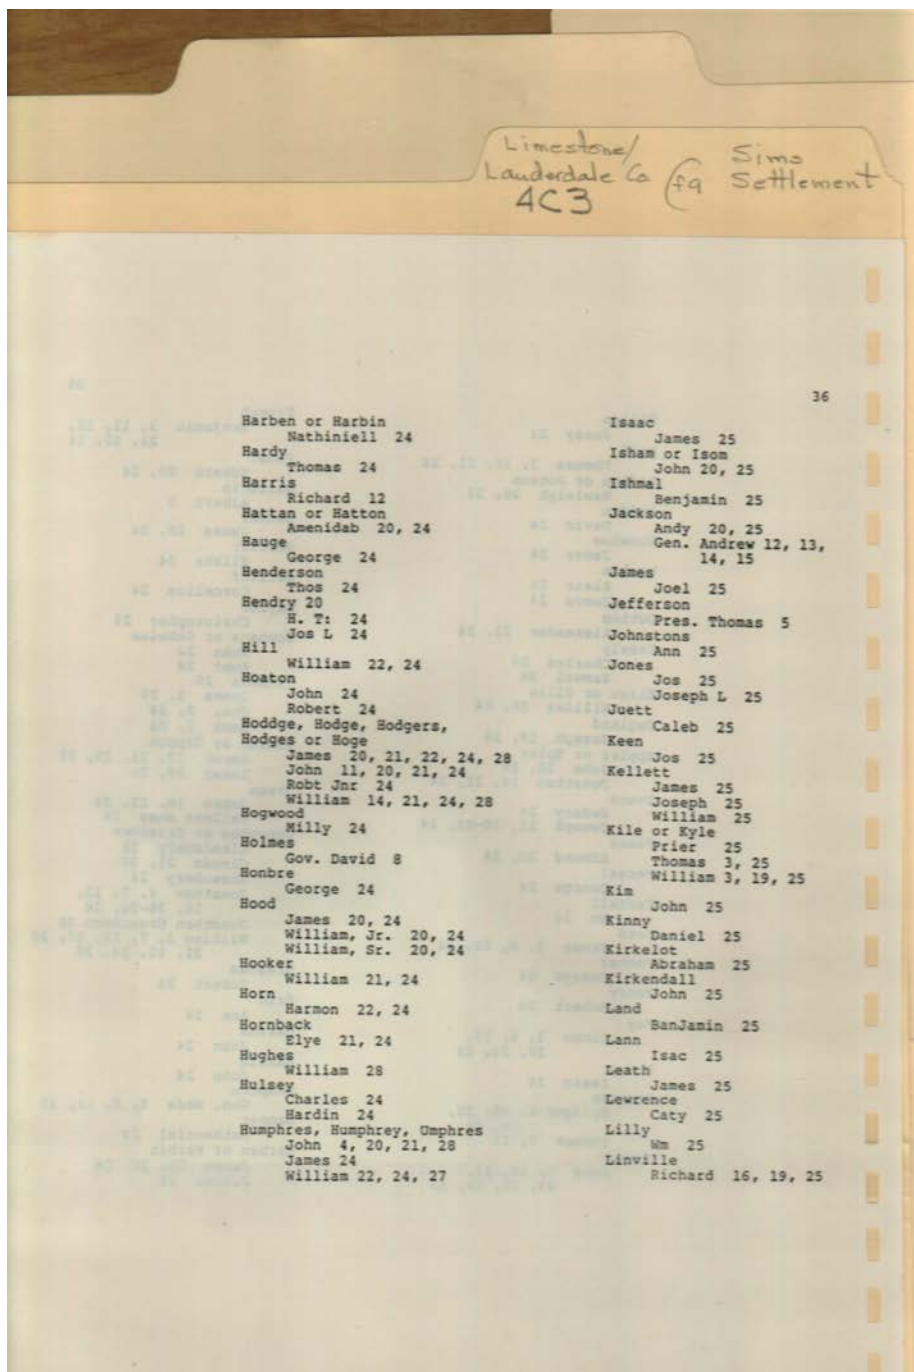 Limestone/
Lauderdale Co
4C3
Sims
Settlement
36
Harben or Harbin
Nathiniell 24
Hardy
Thomas 24
Harris
Richard 12
Hattan or Hatton
Amenidab 20, 24
Hauge
George 24
Henderson
Thos 24
Hendry 20
H. T: 24
Jos L 24
Hill
William 22, 24
Hoaton
John 24
Robert 24
Hoddge, Hodge, Hodgers,
Hodges or Hoge
James 20, 21, 22, 24, 28
John 11, 20, 21, 24
Robt Jnr 24
William 14, 21, 24, 28
Hogwood
Milly 24
Holmes
Gov. David 8
Honbre
George 24
Hood
James 20, 24
William, Jr. 20, 24
William, Sr. 20, 24
Hooker
William 21, 24
Horn
Harmon 22, 24
Hornback
Elye 21, 24
Hughes
William 28
Hulsey
Charles 24
Hardin 24
Humphres, Humphrey, Umphres
John 4, 20, 21, 28
James 24
William 22, 24, 27
Isaac
James 25
Isham or Isom
John 20, 25
Ishmal
Benjamin 25
Jackson
Andy 20, 25
Gen. Andrew 12, 13,
14, 15
James
Joel 25
Jefferson
Pres. Thomas 5
Johnstons
Ann 25
Jones
Jos 25
Joseph L 25
Juett
Caleb 25
Keen
Jos 25
Kellett
James 25
Joseph 25
William 25
Kile or Kyle
Prier 25
Thomas 3, 25
William 3, 19, 25
Kim
John 25
Kinny
Daniel 25
Kirkelot
Abraham 25
Kirkendall
John 25
Land
BanJamin 25
Lann
Isac 25
Leath
James 25
Lewrence
Caty 25
Lilly
Wm 25
Linville
Richard 16, 19, 25